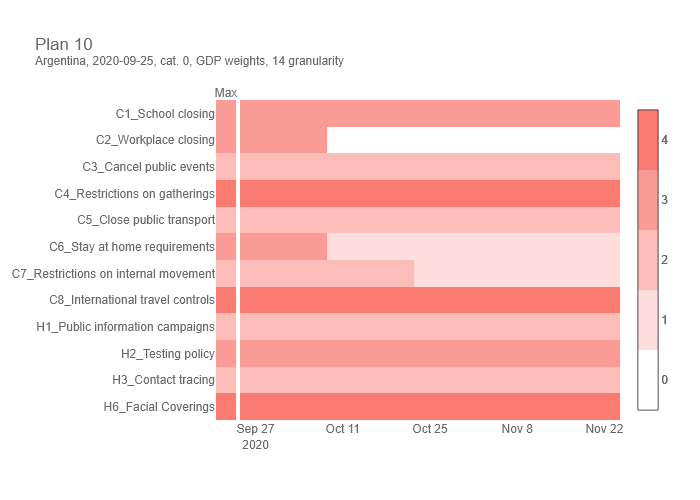 Plan 10
Argentina, 2020-09-25, cat. 0, GDP weights, 14 granularity
Max
C1_School closing
C2_Workplace closing
C3_Cancel public events
C4_Restrictions on gatherings
C5_Close public transport
C6_Stay at home requirements
C7_Restrictions on internal movement
C8_International travel controls
H1_Public information campaigns
H2_Testing policy
H3_Contact tracing
H6_Facial Coverings
Sep 27
2020
Oct 11
Oct 25
Nov 8
Nov 22
4
3
2
1
0